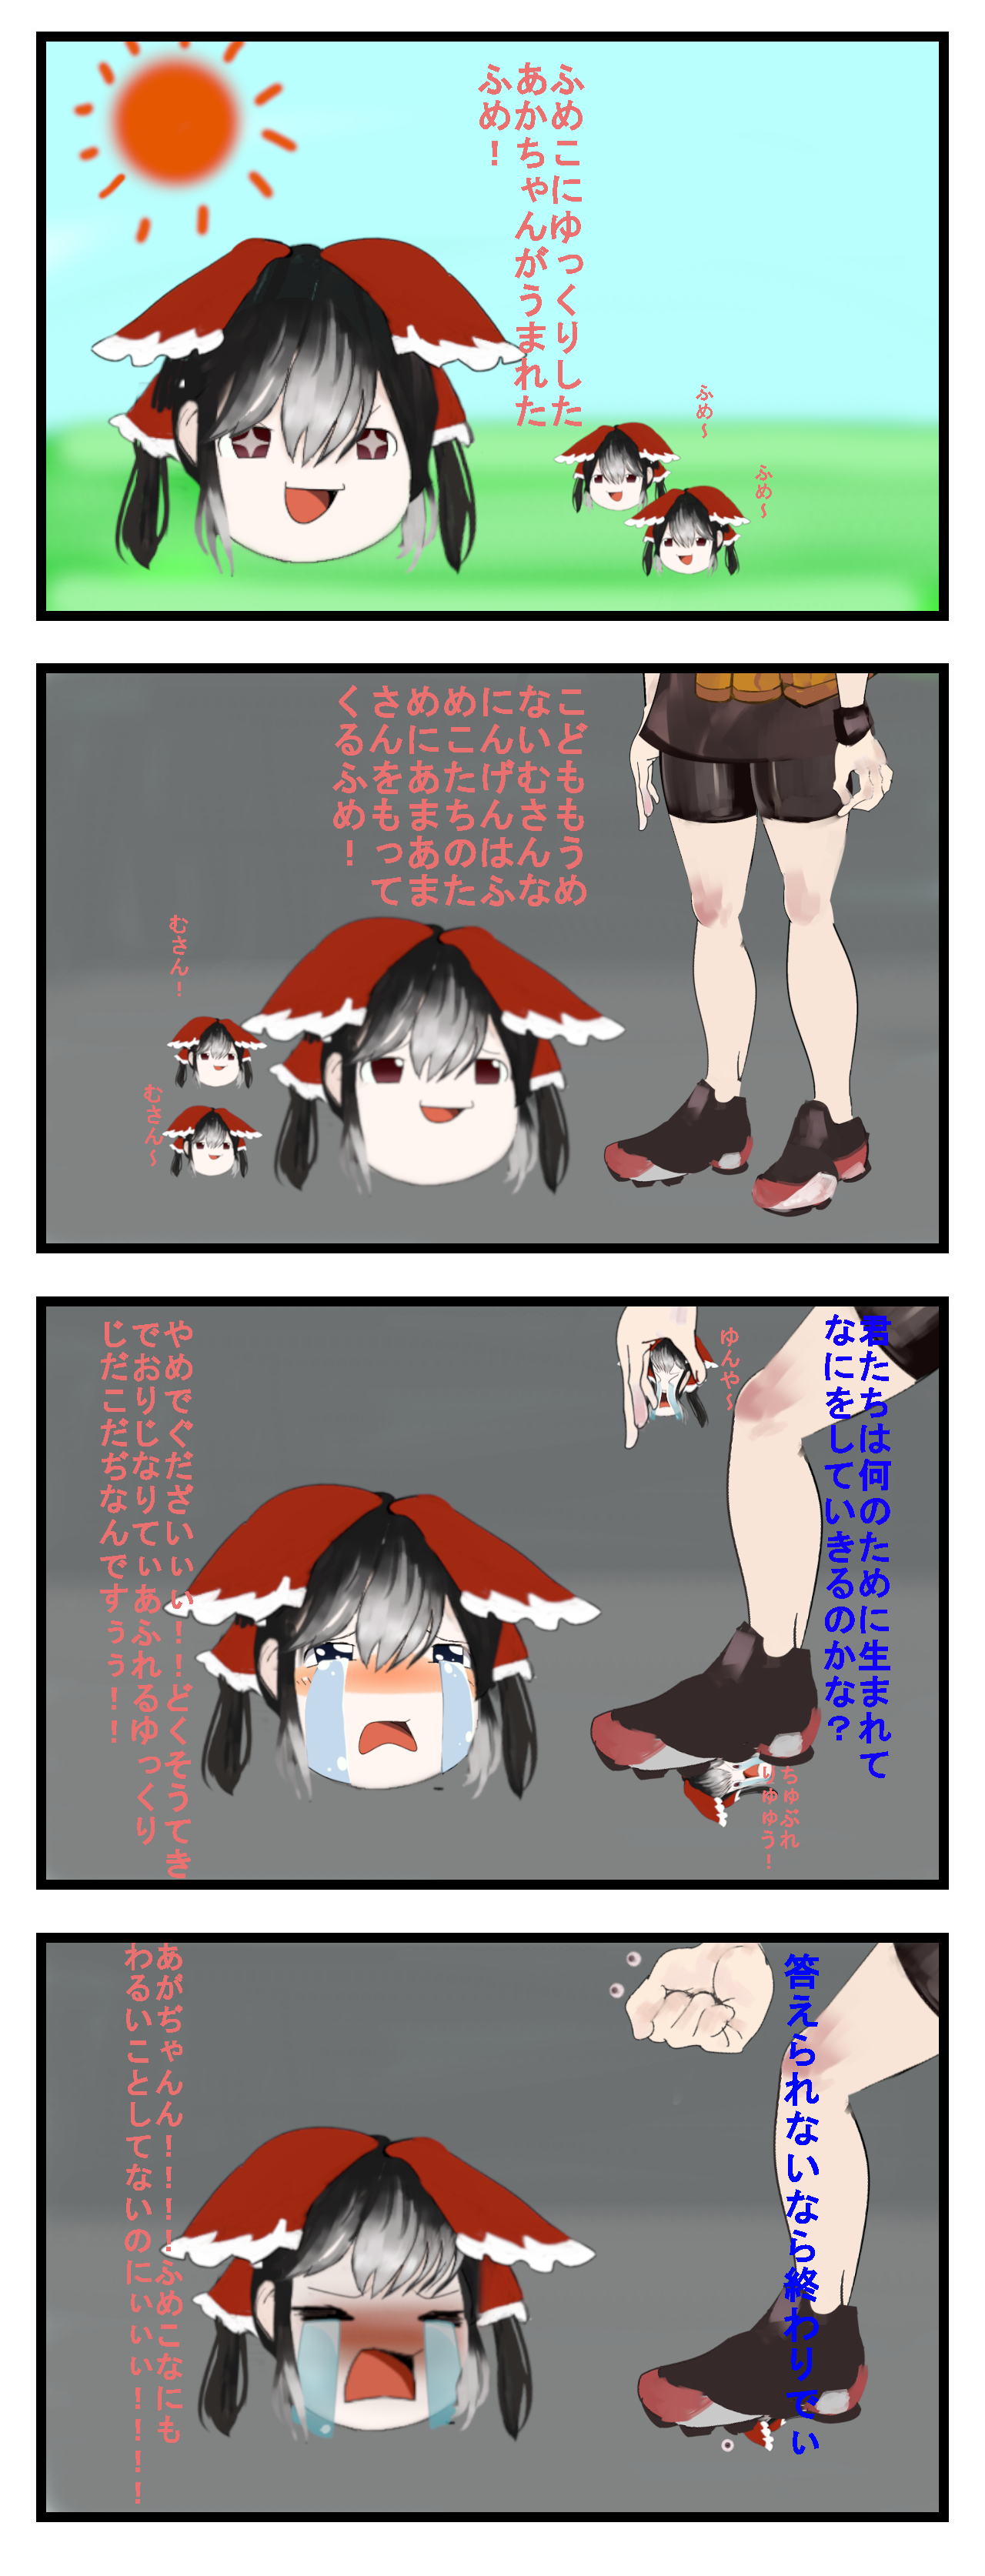 ふめこにゆっくりした
あかちゃんがうまれた
ふめ！
ふめ〜
ふめ〜
こどももうめ
ないむさんな
にんげんはふ
めこたちのた
めにあまあま
さんをもって
くるふめ！
むさん！
むさん〜
君たちは何のために生まれて
なにをしていきるのかな？
ゆんや〜
ちゅぶれ
りゅゅう！
やめでぐだざいいぃ！！どくそうてき
でおりじなりてぃあふれるゆっくり
じだこだぢなんですぅぅ！！
答えられないなら終わりでぃ
あがぢゃんん！！！！ふめこなにも
わるいことしてないのにぃぃぃ！！！！